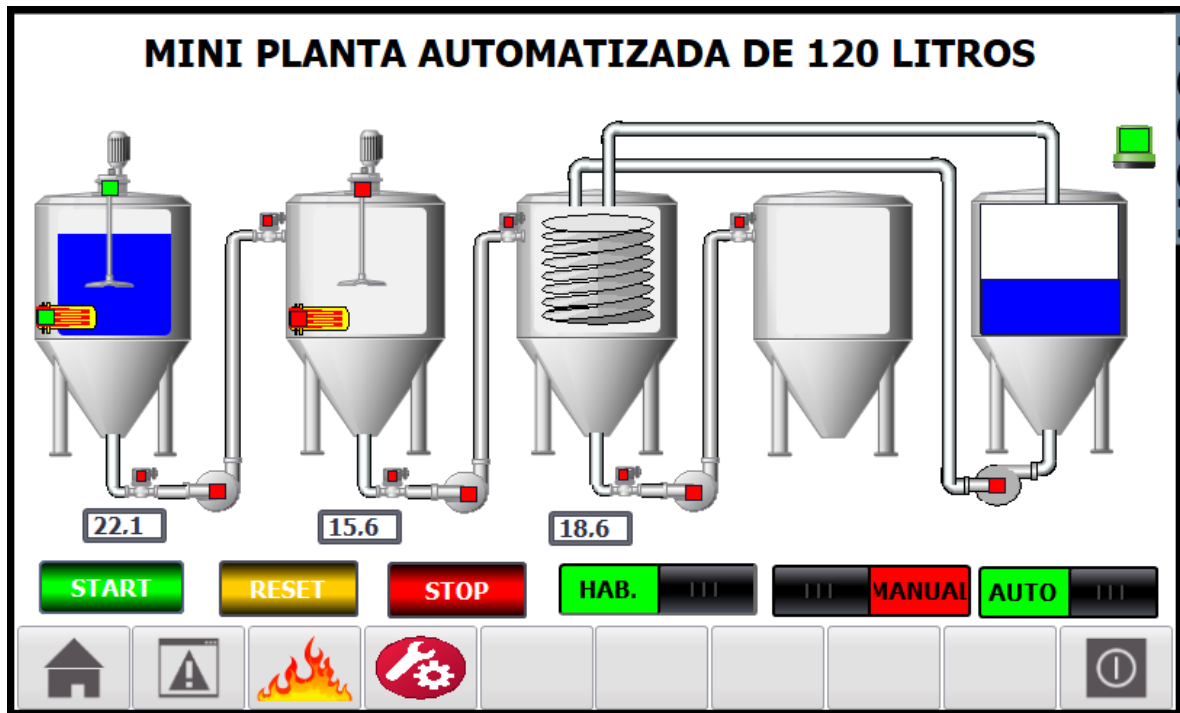 MINI PLANTA AUTOMATIZADA DE 120 LITROS
22.1
15.6
18.6
START
RESET
STOP
HAB.
MANUAL
AUTO